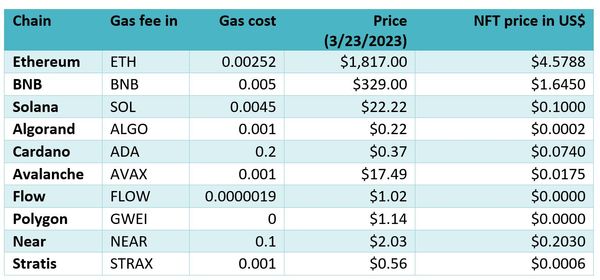 Chain Gas fee in Gas cost Price (3/23/2023) NFT price in US$
Ethereum ETH 0.00252 $1,817.00 $4.5788
BNB BNB 0.005 $329.00 $1.6450
Solana SOL 0.0045 $22.22 $0.1000
Algorand ALGO 0.001 $0.22 $0.0002
Cardano ADA 0.2 $0.37 $0.0740
Avalanche AVAX 0.001 $17.49 $0.0175
Flow FLOW 0.0000019 $1.02 $0.0000
Polygon GWEI 0 $1.14 $0.0000
Near NEAR 0.1 $2.03 $0.2030
Stratis STRAX 0.001 $0.56 $0.0006